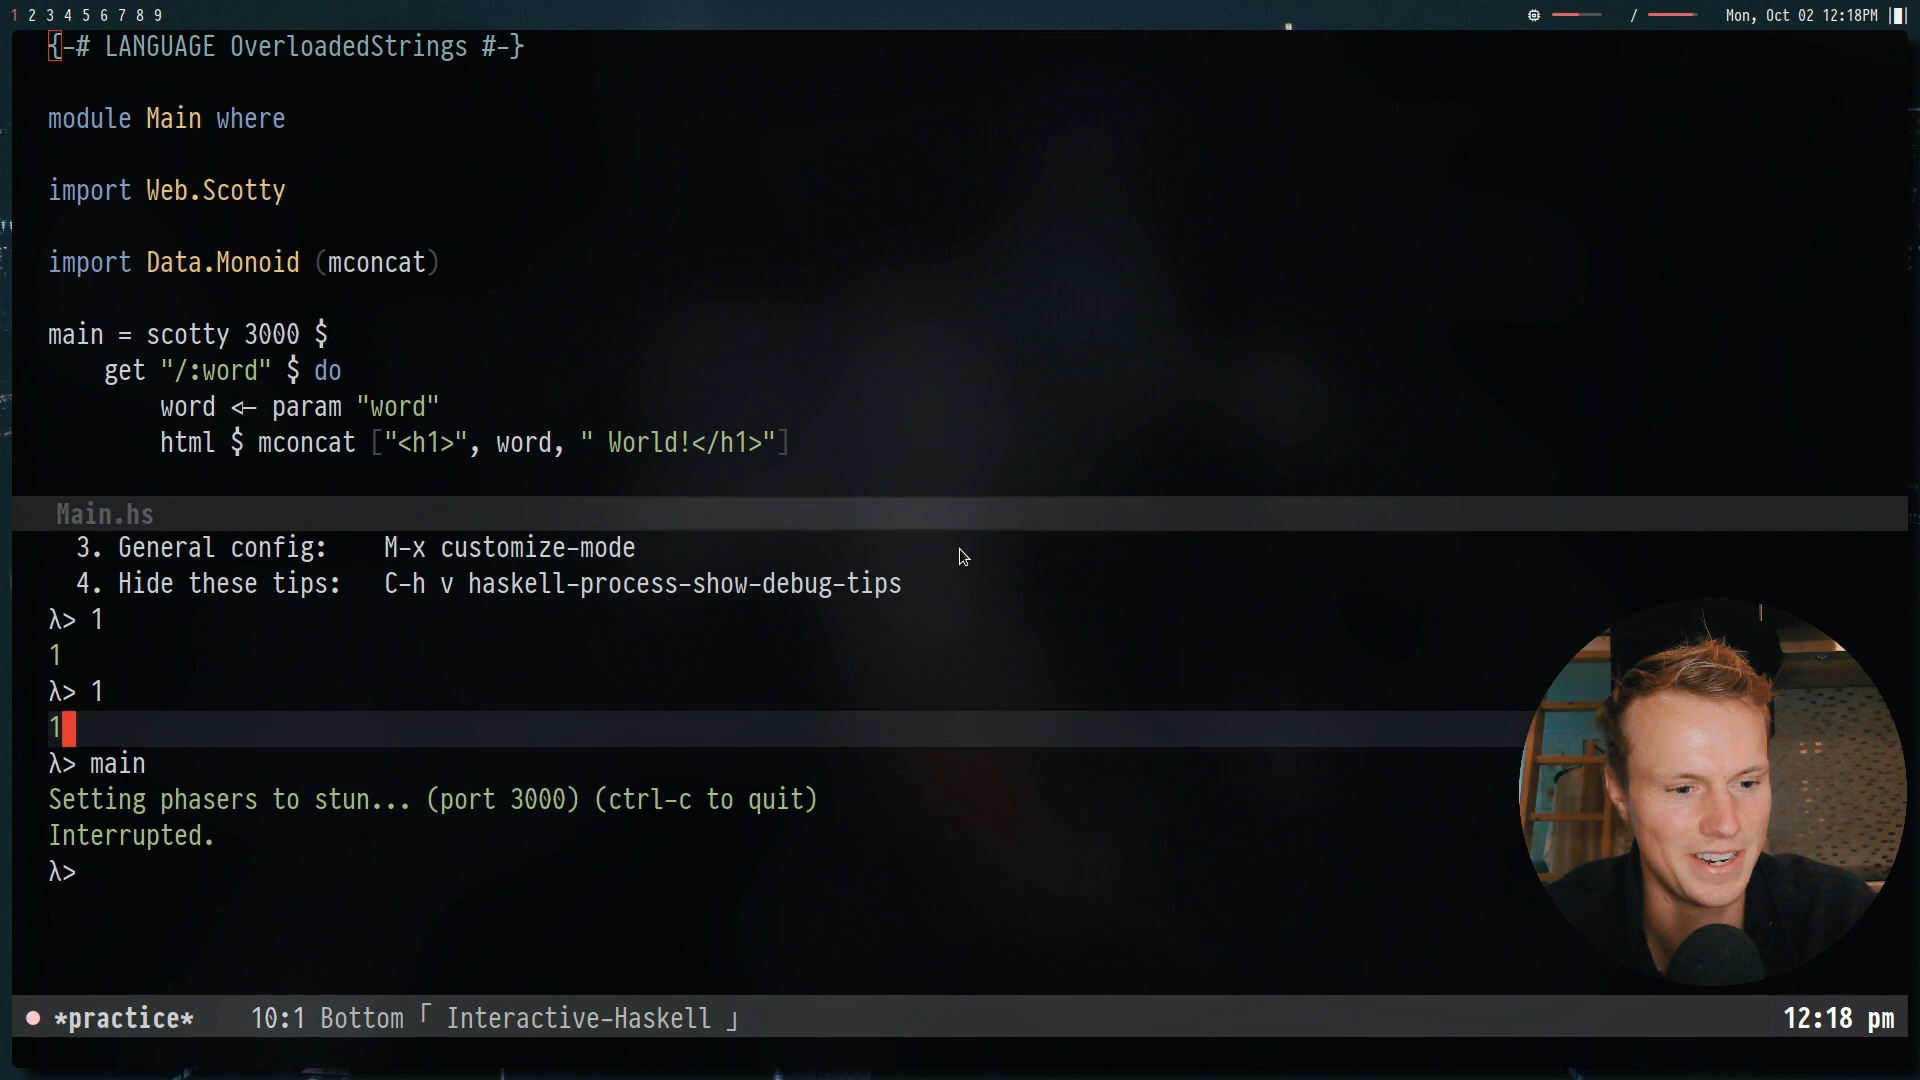 1 2 3 4 5 6 7 8 9
/ Mon, Oct 02 12:18PM
{-# LANGUAGE OverloadedStrings #-}
module Main where
import Web.Scotty
import Data.Monoid (mconcat)
main = scotty 3000 $
get "/:word" $ do
word <- param "word"
html $ mconcat ["<h1>", word, " World!</h1>"]
Main.hs
3. General config: M-x customize-mode
4. Hide these tips: C-h v haskell-process-show-debug-tips
λ> 1
1
λ> 1
1
λ> main
Setting phasers to stun... (port 3000) (ctrl-c to quit)
Interrupted.
λ>
*practice* 10:1 Bottom「 Interactive-Haskell 」 12:18 pm